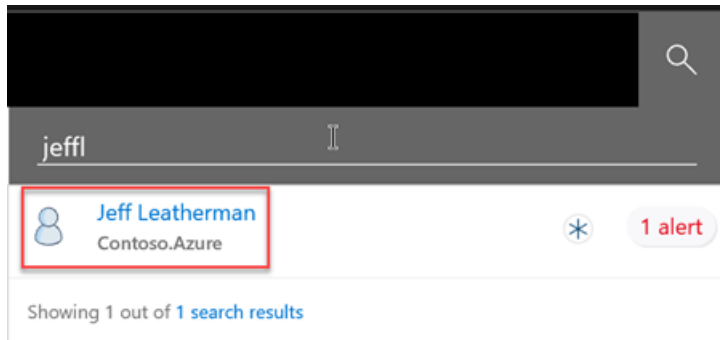 jeffl
Jeff Leatherman
Contoso.Azure
1 alert
Showing 1 out of 1 search results